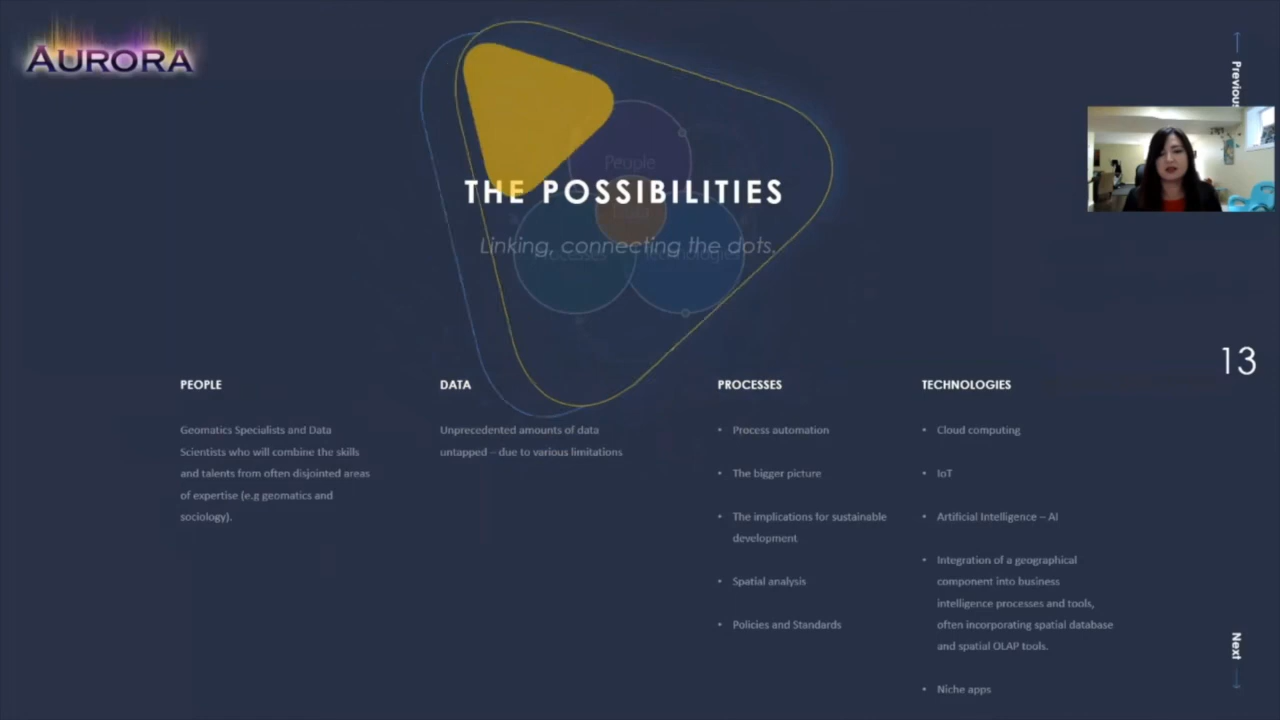 AURORA
Previous
People
THE POSSIBILITIES
Linking, connecting the dots.
Processes
Technologies
13
PEOPLE
Geomatics Specialists and Data
Scientists who will combine the skills
and talents from often disjointed areas
of expertise (e.g geomatics and
sociology).
DATA
Unprecedented amounts of data
untapped – due to various limitations
PROCESSES
• Process automation
• The bigger picture
• The implications for sustainable
development
• Spatial analysis
• Policies and Standards
TECHNOLOGIES
• Cloud computing
• IoT
• Artificial Intelligence – AI
• Integration of a geographical
component into business
intelligence processes and tools,
often incorporating spatial database
and spatial OLAP tools.
• Niche apps
Next